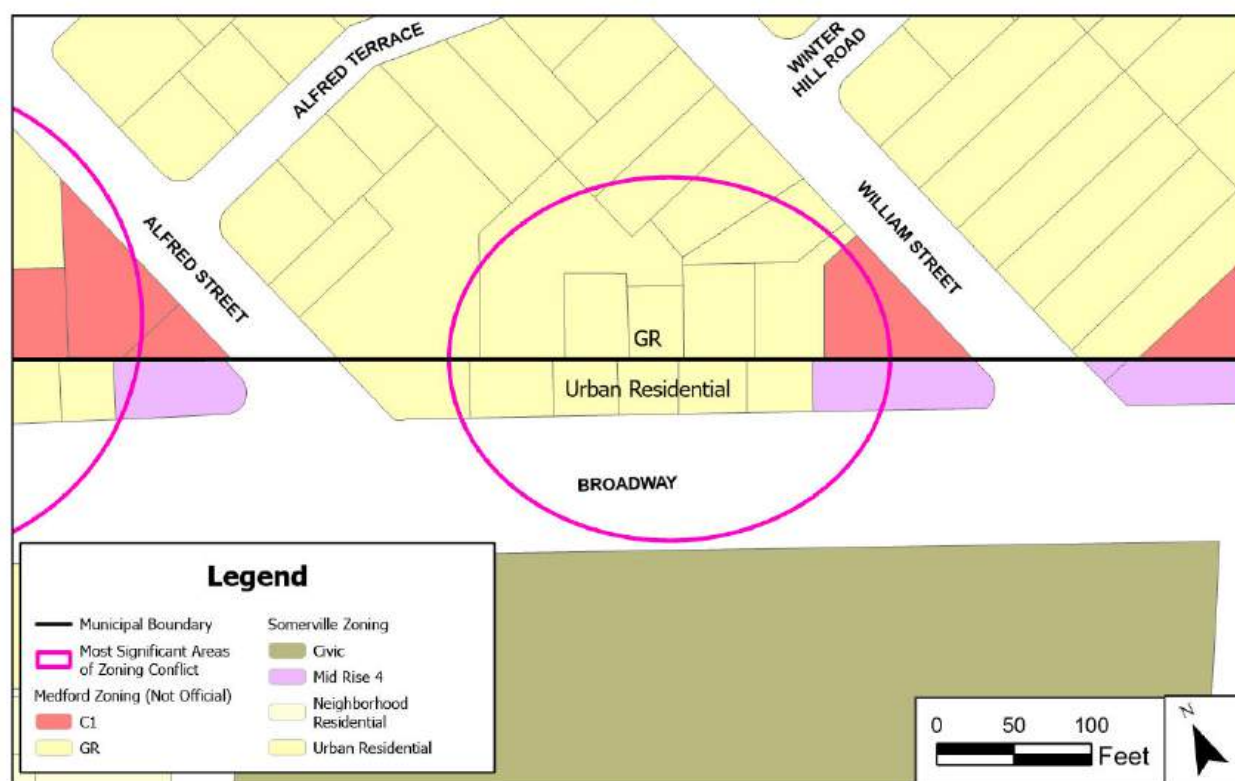 ALFRED TERRACE
WINTER
HILL ROAD
ALFRED STREET
WILLIAM STREET
GR
Urban Residential
BROADWAY
Legend
Municipal Boundary
Most Significant Areas
of Zoning Conflict
Medford Zoning (Not Official)
C1
GR
Somerville Zoning
Civic
Mid Rise 4
Neighborhood
Residential
Urban Residential
0 50 100
Feet
N